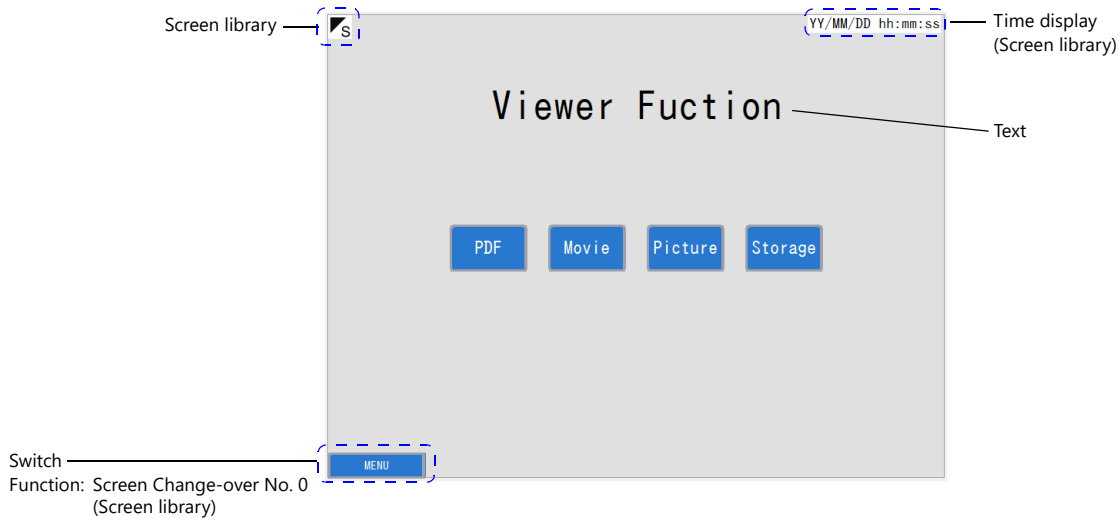 Screen library
S
YY/MM/DD hh:mm:ss
Time display
(Screen library)
Viewer Fuction
Text
PDF Movie Picture Storage
MENU
Switch
Function: Screen Change-over No. 0
(Screen library)